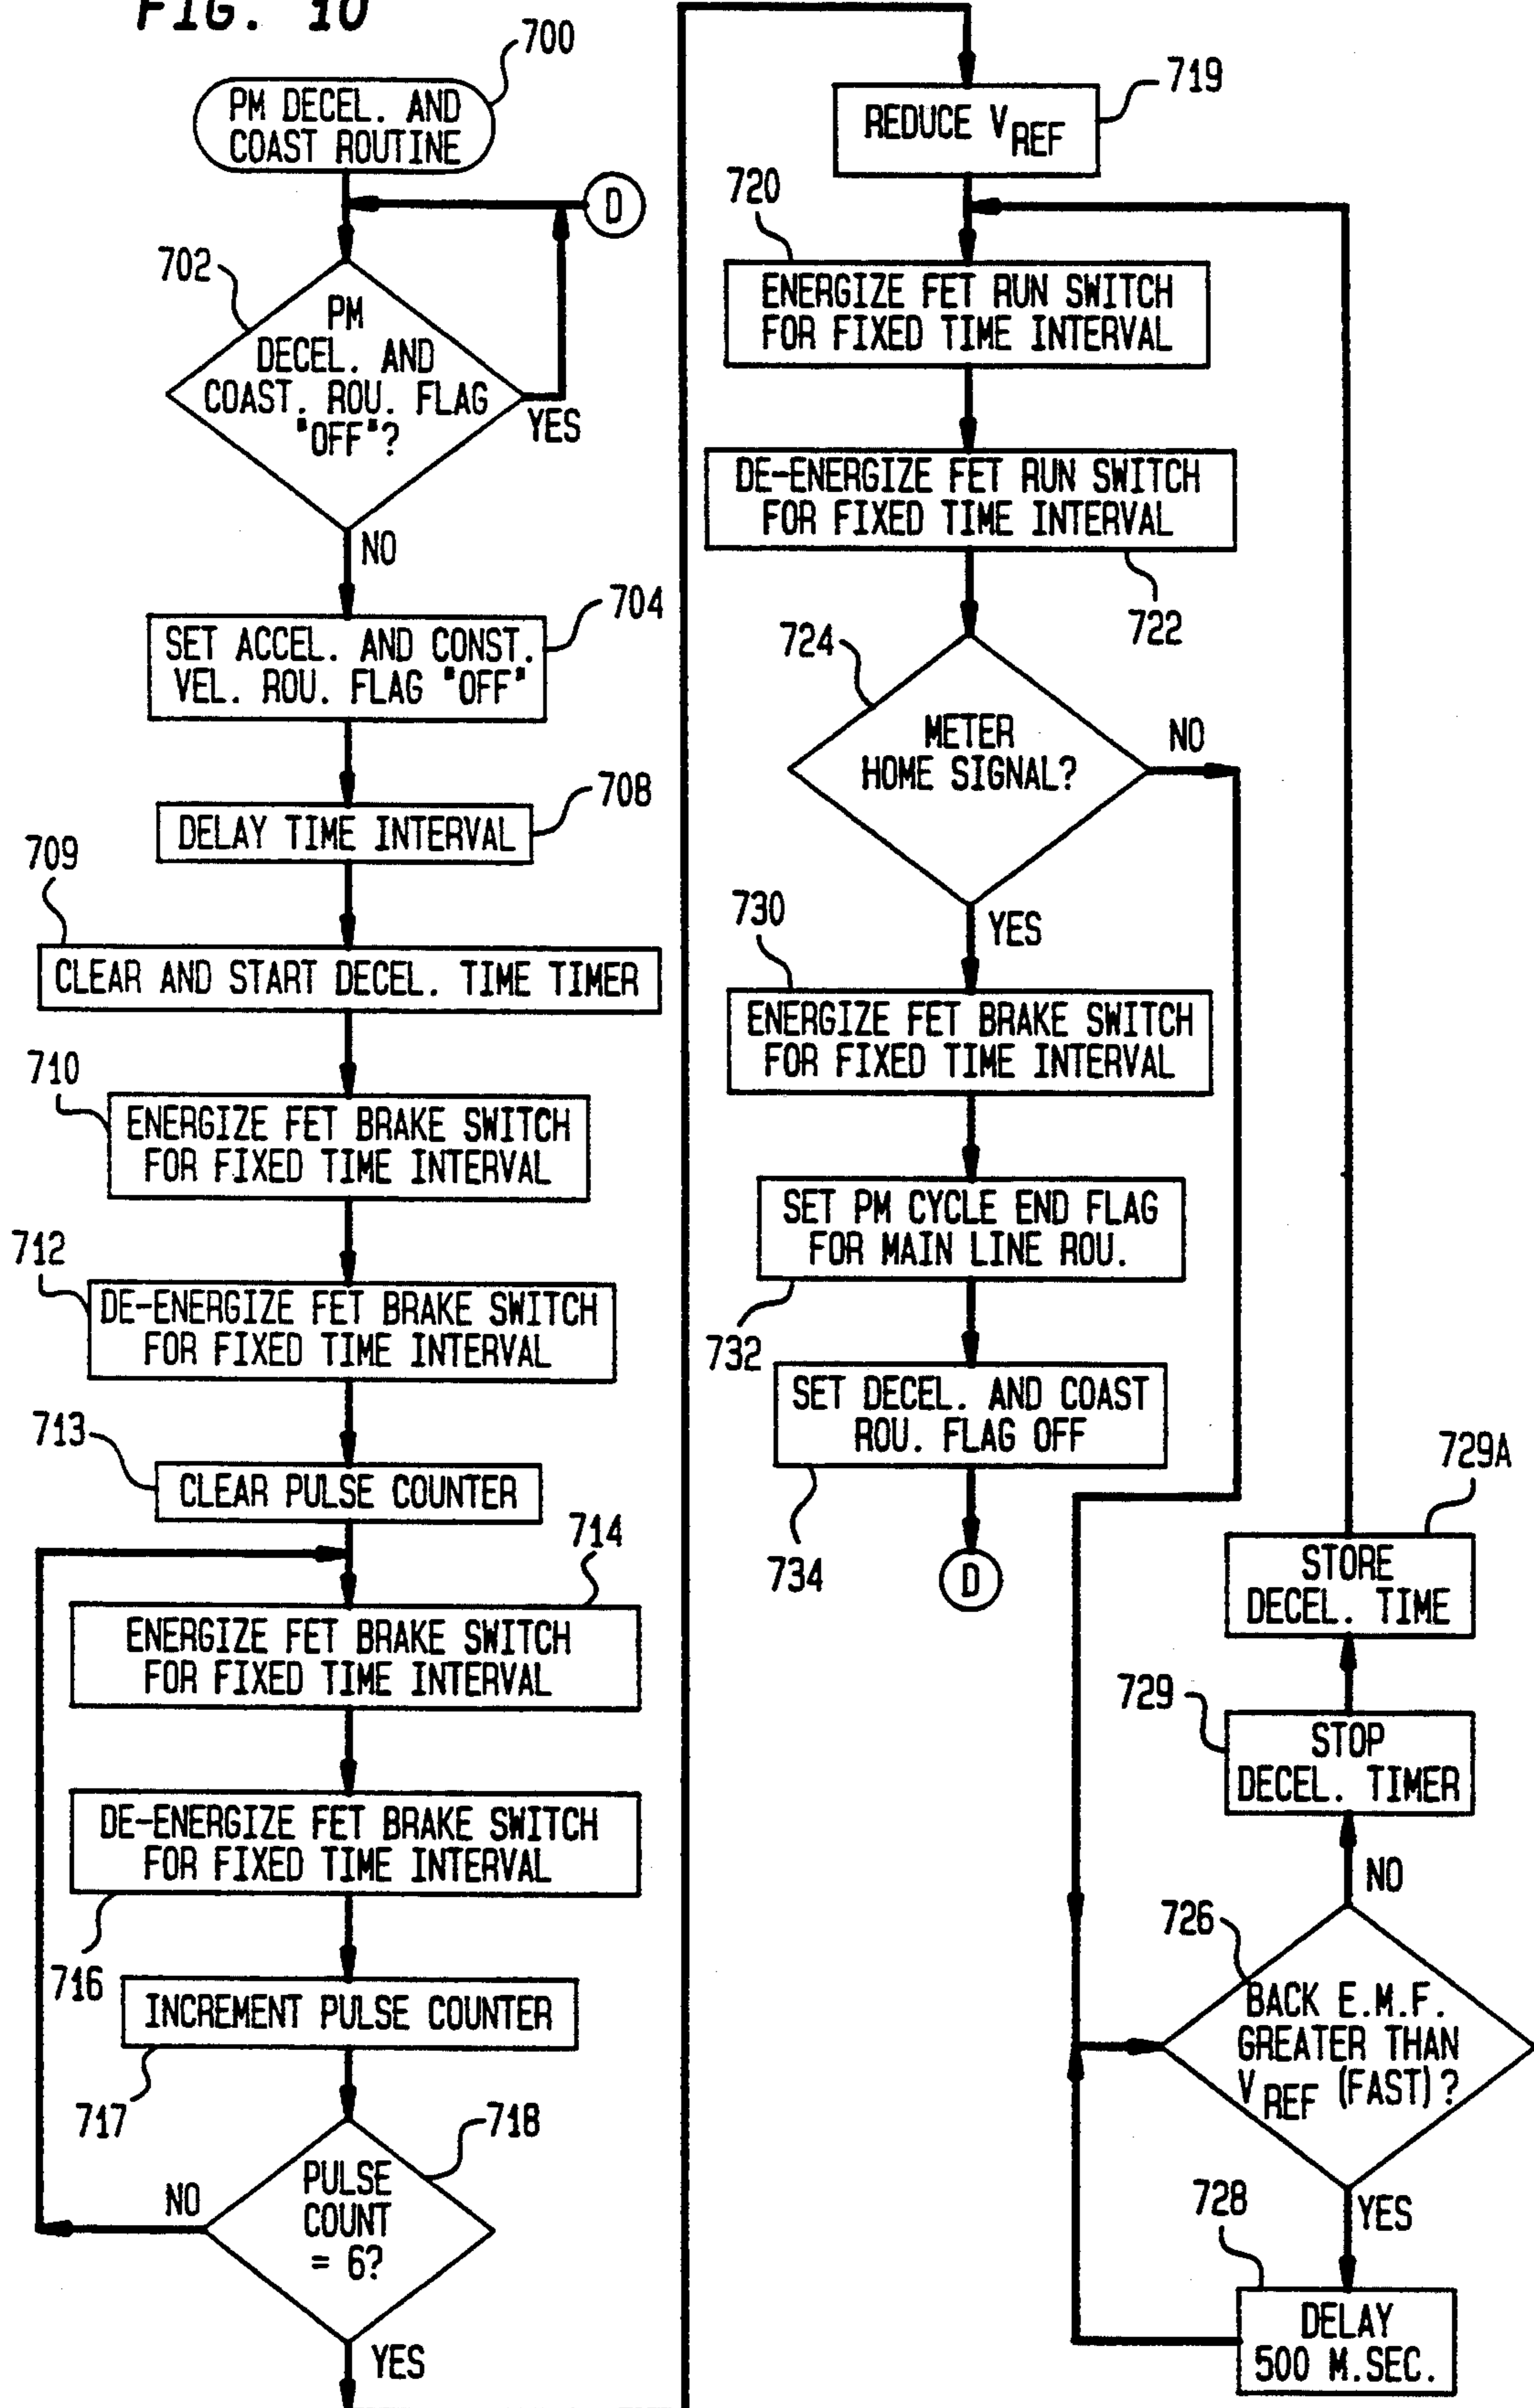 FIG. 10
700
PM DECEL. AND
COAST ROUTINE
D
702
PM
DECEL. AND
COAST. ROU. FLAG
"OFF"?
YES
NO
704
SET ACCEL. AND CONST.
VEL. ROU. FLAG "OFF"
708
DELAY TIME INTERVAL
709
CLEAR AND START DECEL. TIME TIMER
710
ENERGIZE FET BRAKE SWITCH
FOR FIXED TIME INTERVAL
712
DE-ENERGIZE FET BRAKE SWITCH
FOR FIXED TIME INTERVAL
713
CLEAR PULSE COUNTER
714
ENERGIZE FET BRAKE SWITCH
FOR FIXED TIME INTERVAL
DE-ENERGIZE FET BRAKE SWITCH
FOR FIXED TIME INTERVAL
716
INCREMENT PULSE COUNTER
717
718
PULSE
COUNT
= 6?
NO
YES
719
REDUCE VREF
720
ENERGIZE FET RUN SWITCH
FOR FIXED TIME INTERVAL
DE-ENERGIZE FET RUN SWITCH
FOR FIXED TIME INTERVAL
722
724
METER
HOME SIGNAL?
NO
YES
730
ENERGIZE FET BRAKE SWITCH
FOR FIXED TIME INTERVAL
SET PM CYCLE END FLAG
FOR MAIN LINE ROU.
732
SET DECEL. AND COAST
ROU. FLAG OFF
734
D
729A
STORE
DECEL. TIME
729
STOP
DECEL. TIMER
NO
726
BACK E.M.F.
GREATER THAN
VREF (FAST)?
YES
728
DELAY
500 M.SEC.